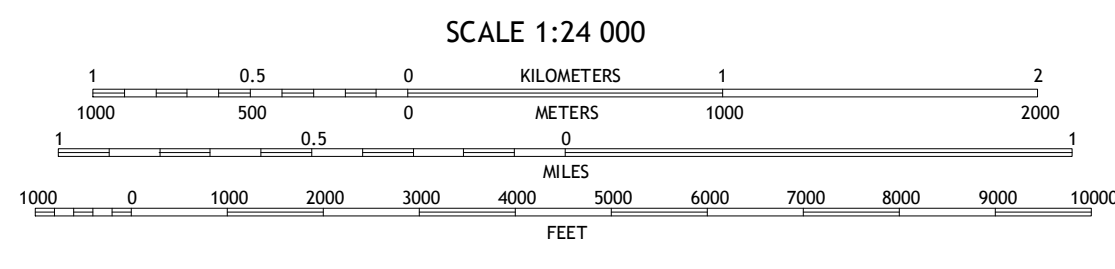 SCALE 1:24 000
1 0.5 0 KILOMETERS 1 2
1000 500 0 METERS 1000 2000
1 0.5 0 1
MILES
1000 0 1000 2000 3000 4000 5000 6000 7000 8000 9000 10000
FEET